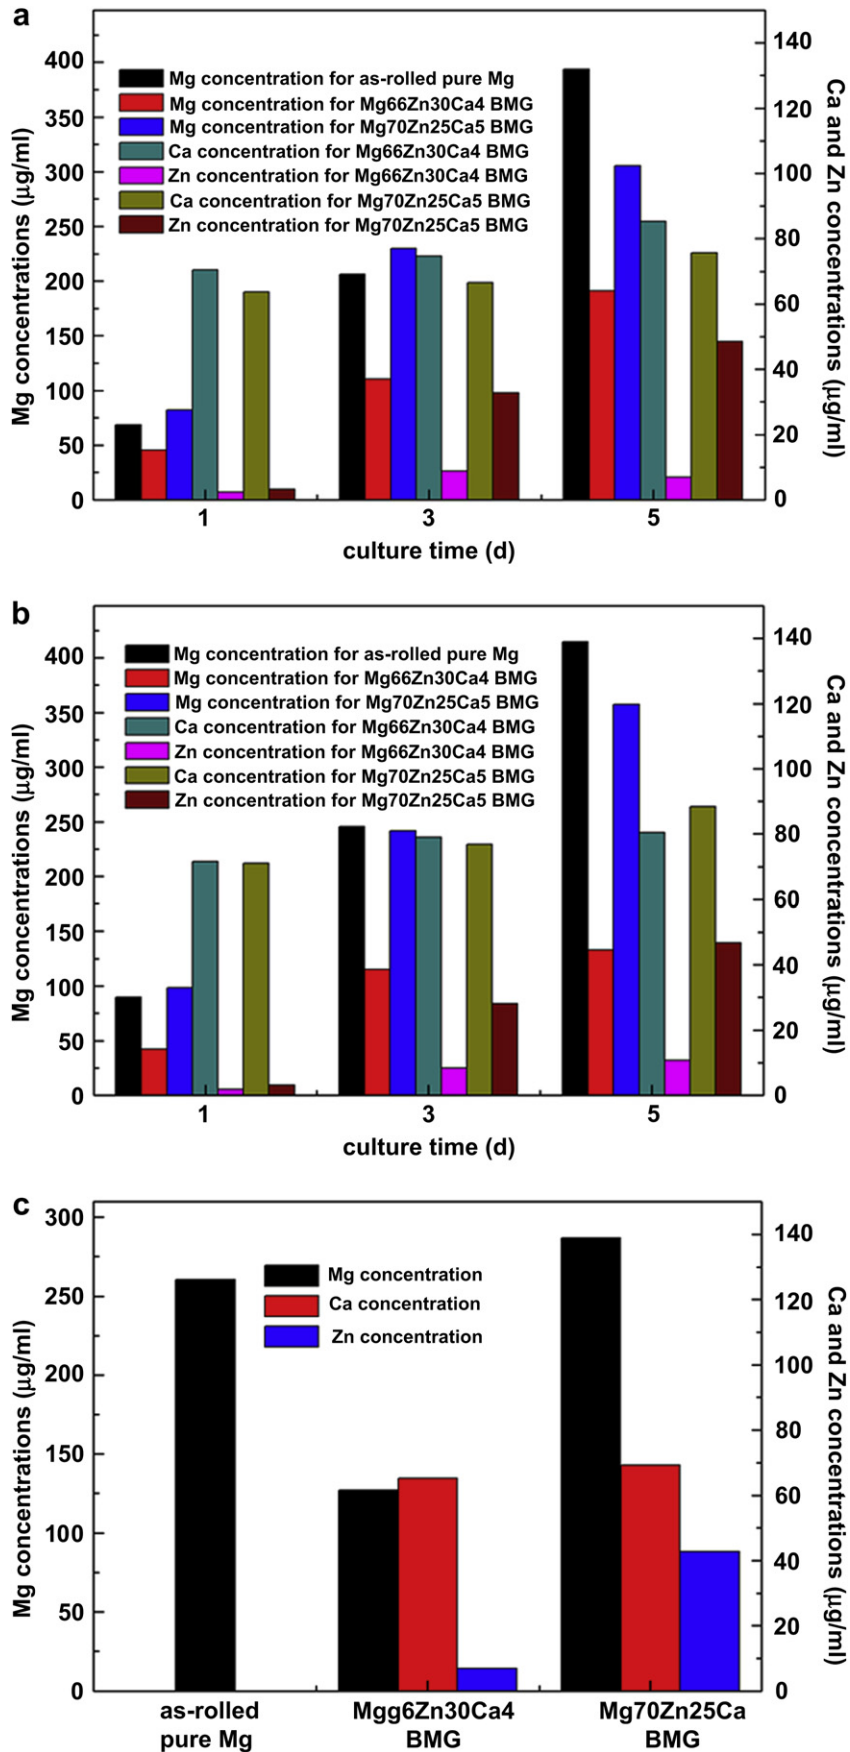 a
Mg concentrations (μg/ml)
400
350
300
250
200
150
100
50
0
Mg concentration for as-rolled pure Mg
Mg concentration for Mg66Zn30Ca4 BMG
Mg concentration for Mg70Zn25Ca5 BMG
Ca concentration for Mg66Zn30Ca4 BMG
Zn concentration for Mg66Zn30Ca4 BMG
Ca concentration for Mg70Zn25Ca5 BMG
Zn concentration for Mg70Zn25Ca5 BMG
140
120
100
80
60
40
20
0
Ca and Zn concentrations (μg/ml)
1 3 5
culture time (d)
b
Mg concentrations (μg/ml)
400
350
300
250
200
150
100
50
0
Mg concentration for as-rolled pure Mg
Mg concentration for Mg66Zn30Ca4 BMG
Mg concentration for Mg70Zn25Ca5 BMG
Ca concentration for Mg66Zn30Ca4 BMG
Zn concentration for Mg66Zn30Ca4 BMG
Ca concentration for Mg70Zn25Ca5 BMG
Zn concentration for Mg70Zn25Ca5 BMG
140
120
100
80
60
40
20
0
Ca and Zn concentrations (μg/ml)
1 3 5
culture time (d)
c
Mg concentrations (μg/ml)
300
250
200
150
100
50
0
Mg concentration
Ca concentration
Zn concentration
140
120
100
80
60
40
20
0
Ca and Zn concentrations (μg/ml)
as-rolled
pure Mg
Mgg6Zn30Ca4
BMG
Mg70Zn25Ca
BMG